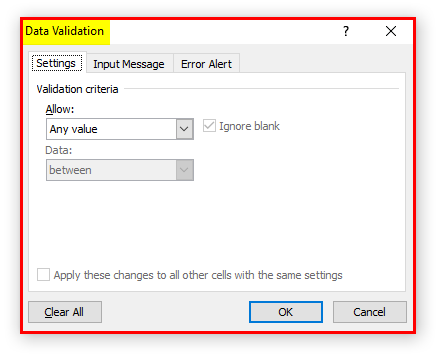 Data Validation ?
Settings Input Message Error Alert
Validation criteria
Allow:
Any value Ignore blank
Data:
between
Apply these changes to all other cells with the same settings
Clear All OK Cancel